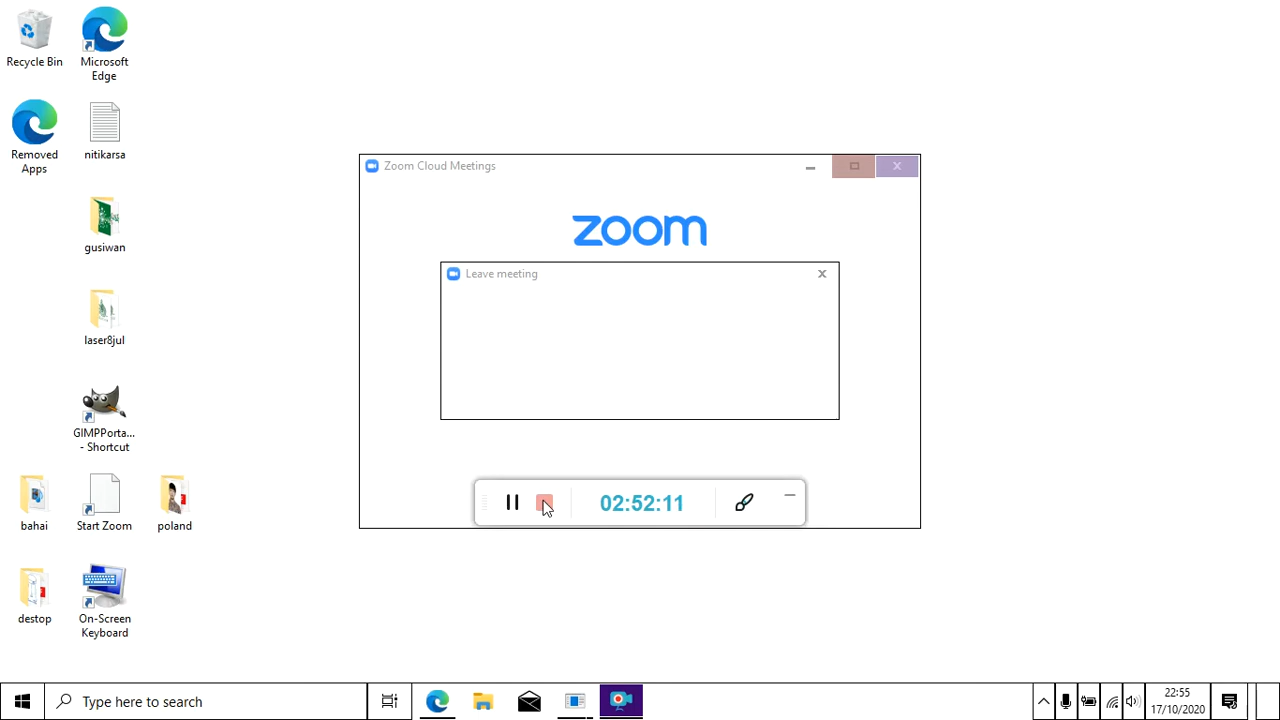 Recycle Bin
Microsoft
Edge
Removed
Apps
nitikarsa
gusiwan
laser8jul
GIMPPorta...
- Shortcut
bahai
Start Zoom
poland
destop
On-Screen
Keyboard
Zoom Cloud Meetings
zoom
Leave meeting
02:52:11
Type here to search
22:55
17/10/2020